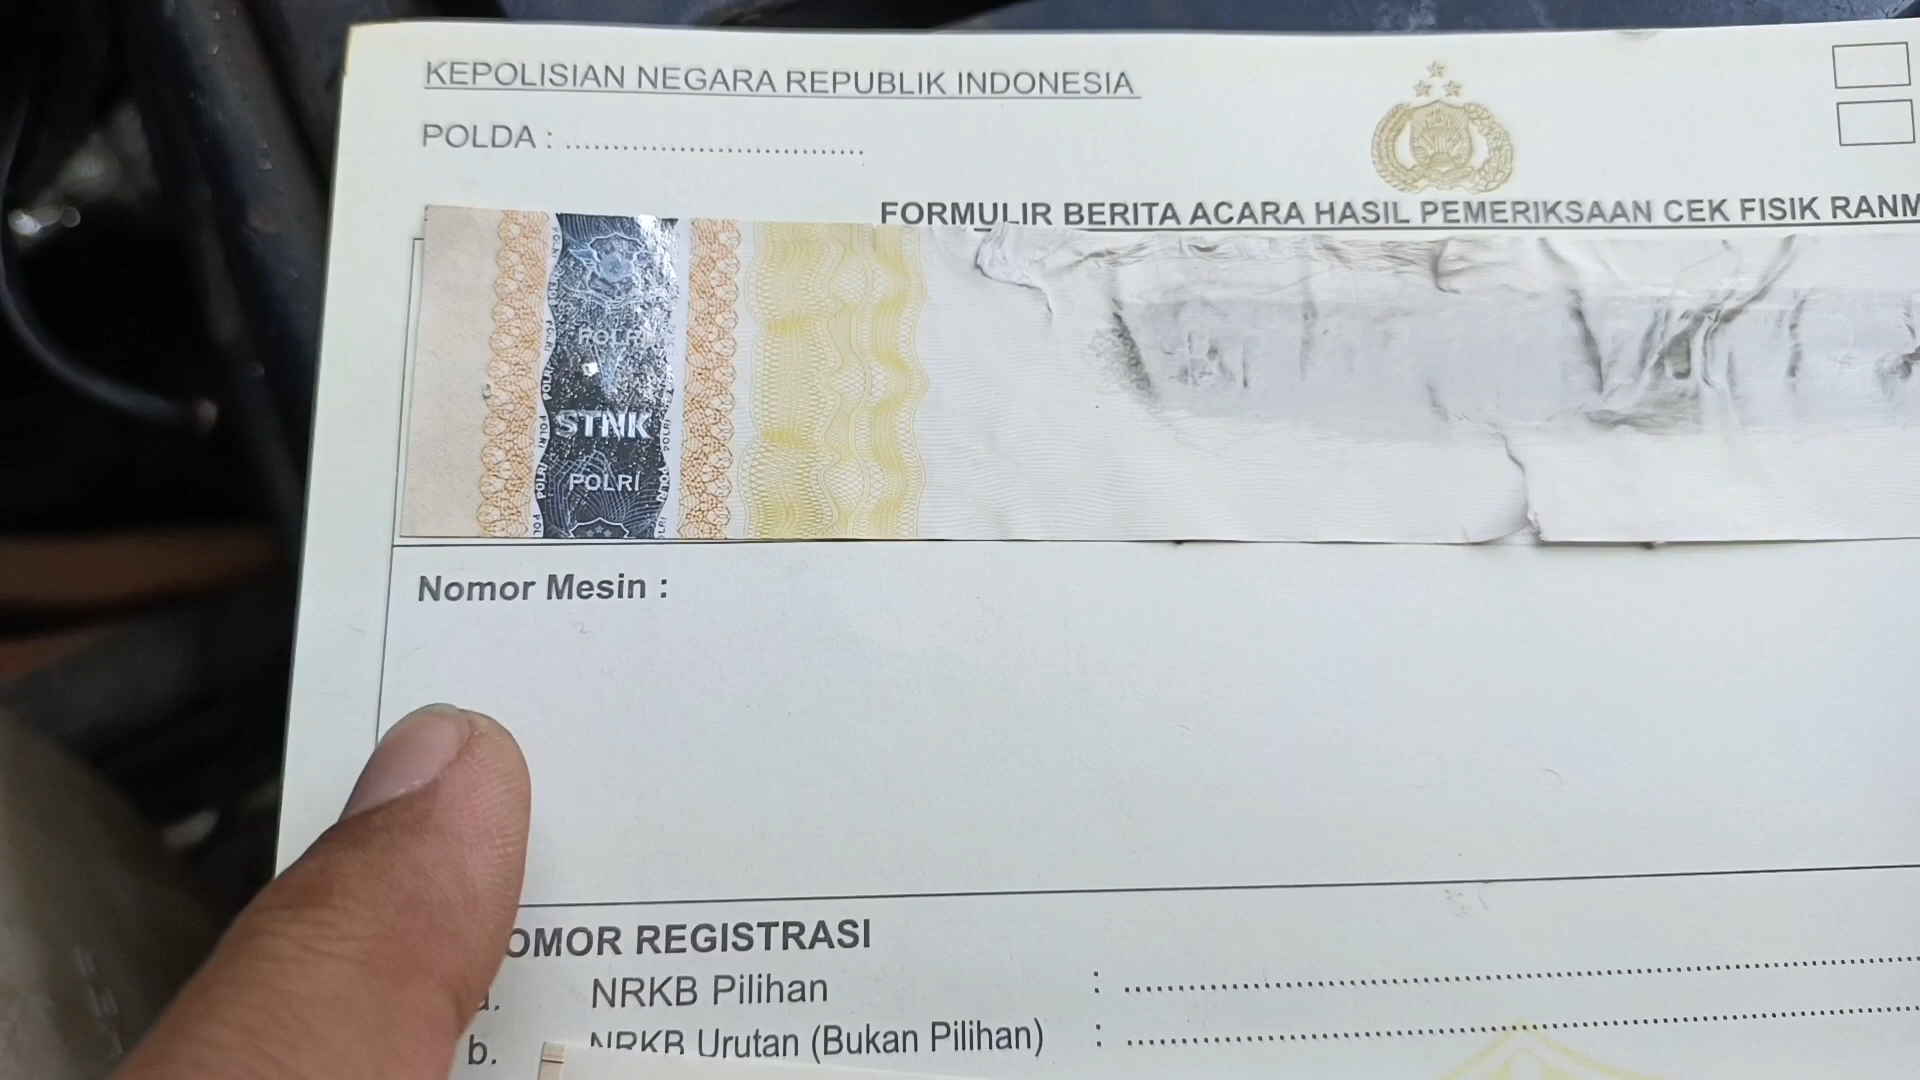 KEPOLISIAN NEGARA REPUBLIK INDONESIA
POLDA : ................................
FORMULIR BERITA ACARA HASIL PEMERIKSAAN CEK FISIK RANM
POLRI
STNK
POLRI
Nomor Mesin :
OMOR REGISTRASI
a. NRKB Pilihan : ................................
b. NRKB Urutan (Bukan Pilihan) : ................................